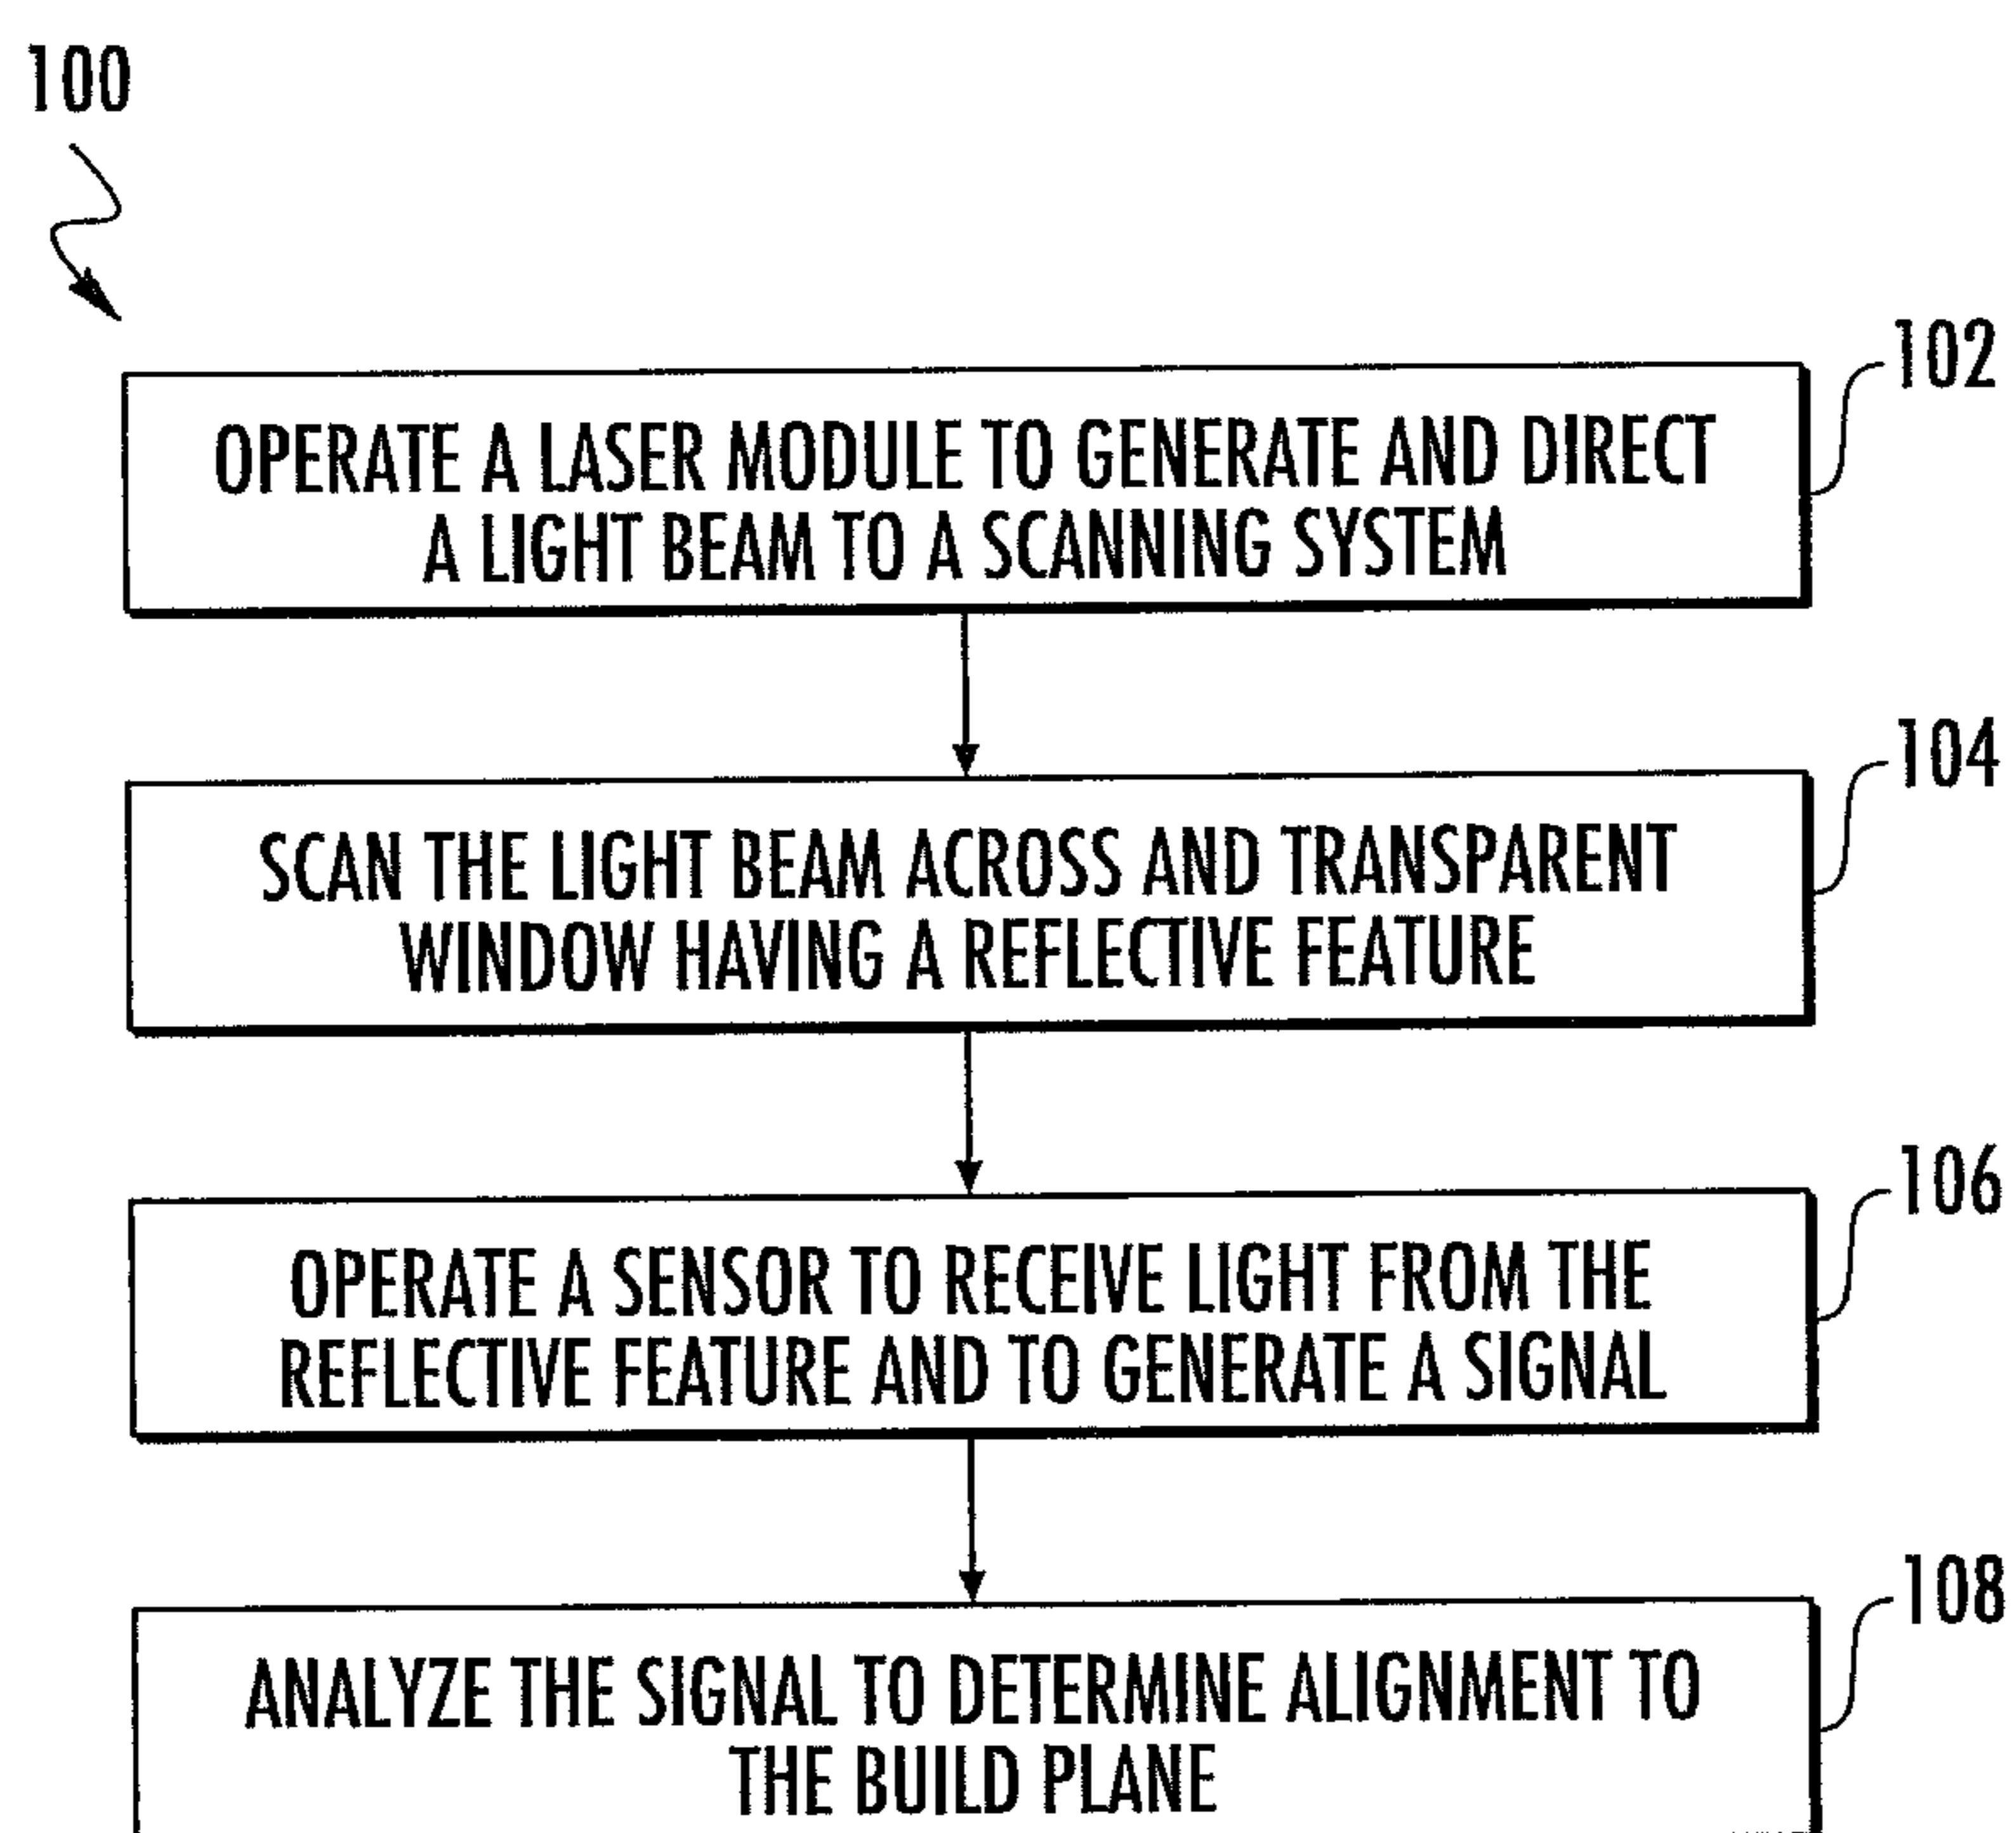 100
102
OPERATE A LASER MODULE TO GENERATE AND DIRECT
A LIGHT BEAM TO A SCANNING SYSTEM
104
SCAN THE LIGHT BEAM ACROSS AND TRANSPARENT
WINDOW HAVING A REFLECTIVE FEATURE
106
OPERATE A SENSOR TO RECEIVE LIGHT FROM THE
REFLECTIVE FEATURE AND TO GENERATE A SIGNAL
108
ANALYZE THE SIGNAL TO DETERMINE ALIGNMENT TO
THE BUILD PLANE